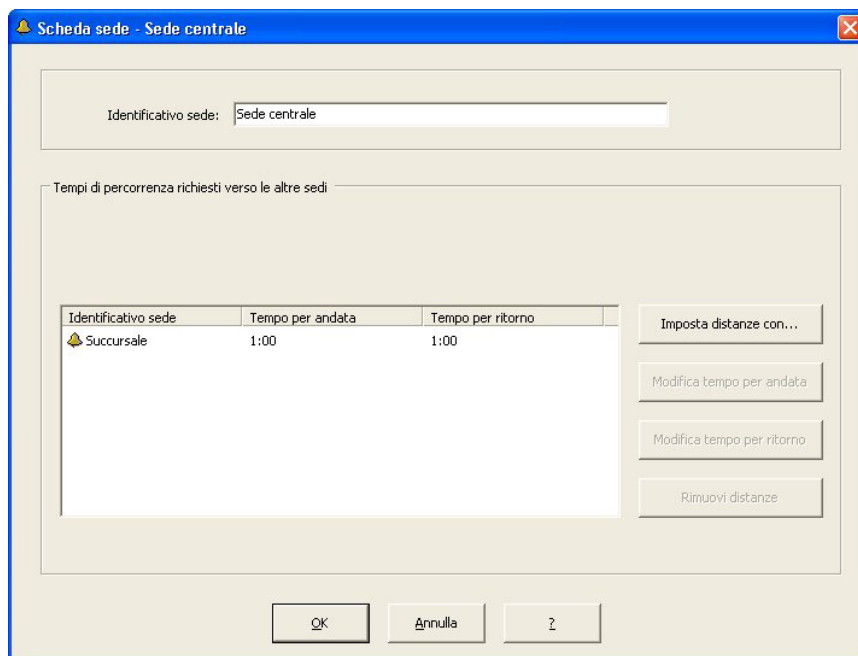 Scheda sede - Sede centrale
Identificativo sede: Sede centrale
Tempi di percorrenza richiesti verso le altre sedi
Identificativo sede Tempo per andata Tempo per ritorno
Succursale 1:00 1:00
Imposta distanze con...
Modifica tempo per andata
Modifica tempo per ritorno
Rimuovi distanze
OK Annulla ?